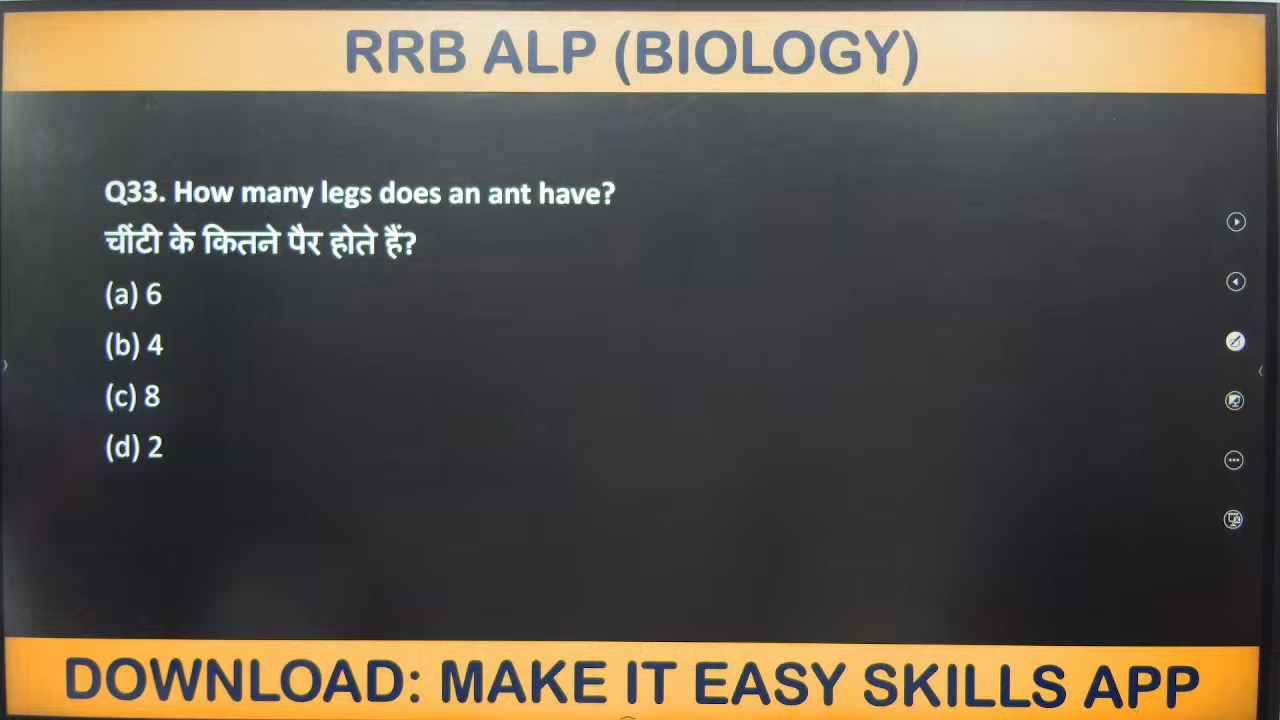 RRB ALP (BIOLOGY)
Q33. How many legs does an ant have?
चींटी के कितने पैर होते हैं?
(a) 6
(b) 4
(c) 8
(d) 2
DOWNLOAD: MAKE IT EASY SKILLS APP